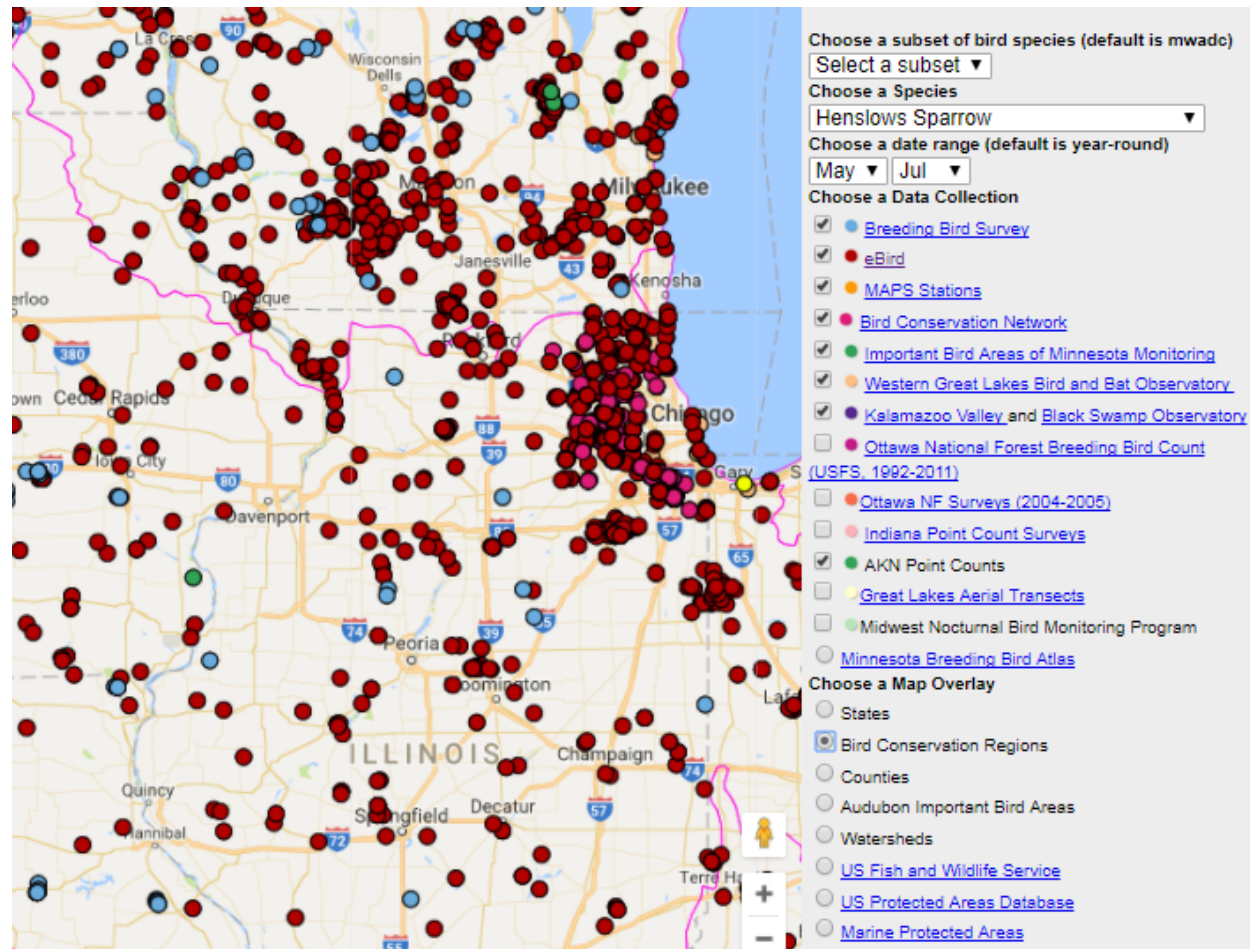 90
La Cros
Wisconsin
Dells
Milwaukee
94
Janesville
43
Kenosha
Dubuque
erloo
Rockford
380
own
Cedar Rapids
Chicago
88
39
Iowa City
80
Gary
S
Davenport
57
65
74
39
Peoria
Bloomington
Laf
ILLINOIS
Champaign
74
Quincy
57
Springfield
Decatur
Hannibal
72
Terre Ha
55
+
−
Choose a subset of bird species (default is mwadc)
Select a subset ▼
Choose a Species
Henslows Sparrow ▼
Choose a date range (default is year-round)
May ▼ Jul ▼
Choose a Data Collection
Breeding Bird Survey
eBird
MAPS Stations
Bird Conservation Network
Important Bird Areas of Minnesota Monitoring
Western Great Lakes Bird and Bat Observatory
Kalamazoo Valley and Black Swamp Observatory
Ottawa National Forest Breeding Bird Count
(USFS, 1992-2011)
Ottawa NF Surveys (2004-2005)
Indiana Point Count Surveys
AKN Point Counts
Great Lakes Aerial Transects
Midwest Nocturnal Bird Monitoring Program
Minnesota Breeding Bird Atlas
Choose a Map Overlay
States
Bird Conservation Regions
Counties
Audubon Important Bird Areas
Watersheds
US Fish and Wildlife Service
US Protected Areas Database
Marine Protected Areas